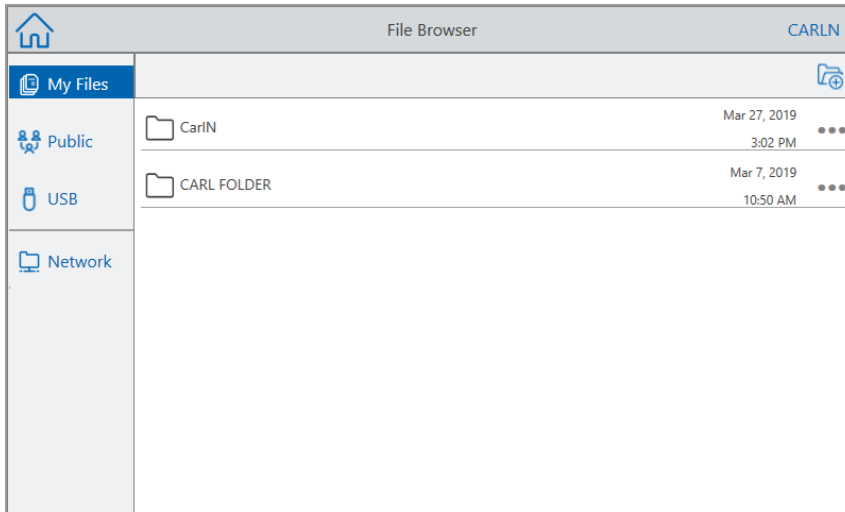 File Browser
CARLN
My Files
Public
USB
Network
CarlN
Mar 27, 2019
3:02 PM
CARL FOLDER
Mar 7, 2019
10:50 AM